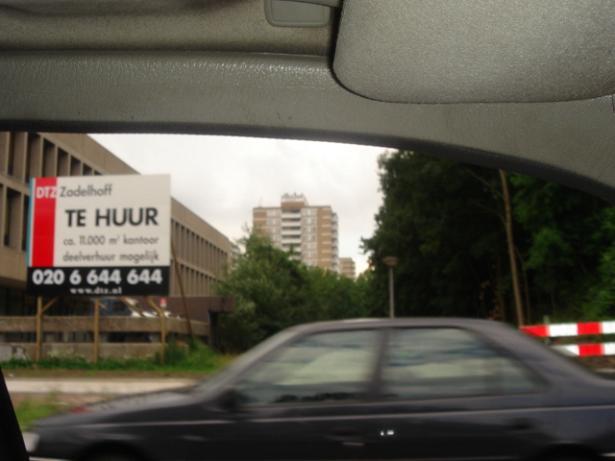 DTZ Zadelhoff
TE HUUR
ca. 11.000 m² kantoor
deelverhuur mogelijk
020 6 644 644
www.dtz.nl